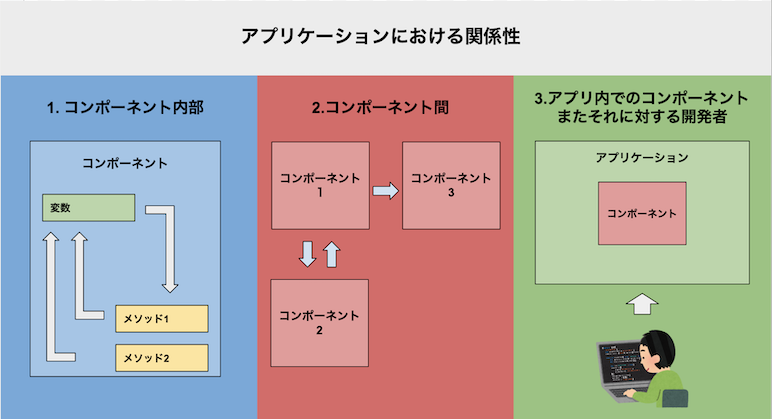 アプリケーションにおける関係性
1. コンポーネント内部
コンポーネント
変数
メソッド1
メソッド2
2.コンポーネント間
コンポーネント
1
コンポーネント
3
コンポーネント
2
3.アプリ内でのコンポーネント
またそれに対する開発者
アプリケーション
コンポーネント